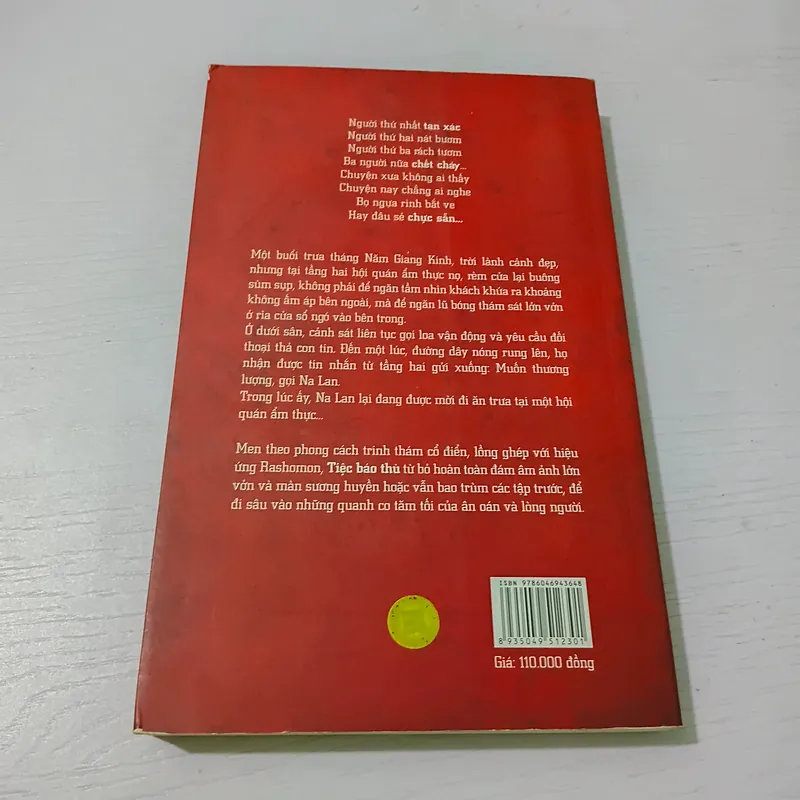 Người thứ nhất tan xác
Người thứ hai nát bươm
Người thứ ba rách tươm
Ba người nữa chết cháy...
Chuyện xưa không ai thấy
Chuyện nay chẳng ai nghe
Bọ ngựa rình bắt ve
Hay đâu sẻ chực sẵn...
Một buổi trưa tháng Năm Giang Kinh, trời lành cảnh đẹp,
nhưng tại tầng hai hội quán ẩm thực nọ, rèm cửa lại buông
sùm sụp, không phải để ngăn tầm nhìn khách khứa ra khoảng
không ấm áp bên ngoài, mà để ngăn lũ bóng thám sát lởn vởn
ở rìa cửa sổ ngó vào bên trong.
Ở dưới sân, cánh sát liên tục gọi loa vận động và yêu cầu đối
thoại thả con tin. Đến một lúc, đường dây nóng rung lên, họ
nhận được tin nhắn từ tầng hai gửi xuống: Muốn thương
lượng, gọi Na Lan.
Trong lúc ấy, Na Lan lại đang được mời đi ăn trưa tại một hội
quán ẩm thực...
Men theo phong cách trinh thám cổ điển, lồng ghép với hiệu
ứng Rashomon, Tiệc báo thù từ bỏ hoàn toàn đám âm ảnh lởn
vởn và màn sương huyền hoặc vẫn bao trùm các tập trước, để
đi sâu vào những quanh co tăm tối của ân oán và lòng người.
ISBN 9786046943648
8 935049 512301
Giá: 110.000 đồng